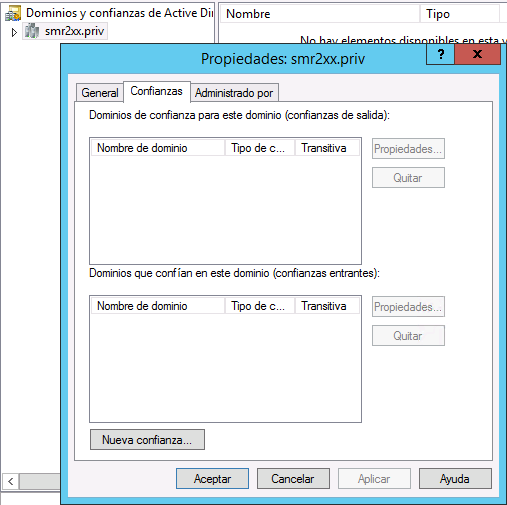 Dominios y confianzas de Active Di
Nombre
Tipo
smr2xx.priv
No hay elementos disponibles en esta v
Propiedades: smr2xx.priv
?
x
General
Confianzas
Administrado por
Dominios de confianza para este dominio (confianzas de salida):
Nombre de dominio
Tipo de c...
Transitiva
Propiedades...
Quitar
Dominios que confían en este dominio (confianzas entrantes):
Nombre de dominio
Tipo de c...
Transitiva
Propiedades...
Quitar
Nueva confianza...
Aceptar
Cancelar
Aplicar
Ayuda